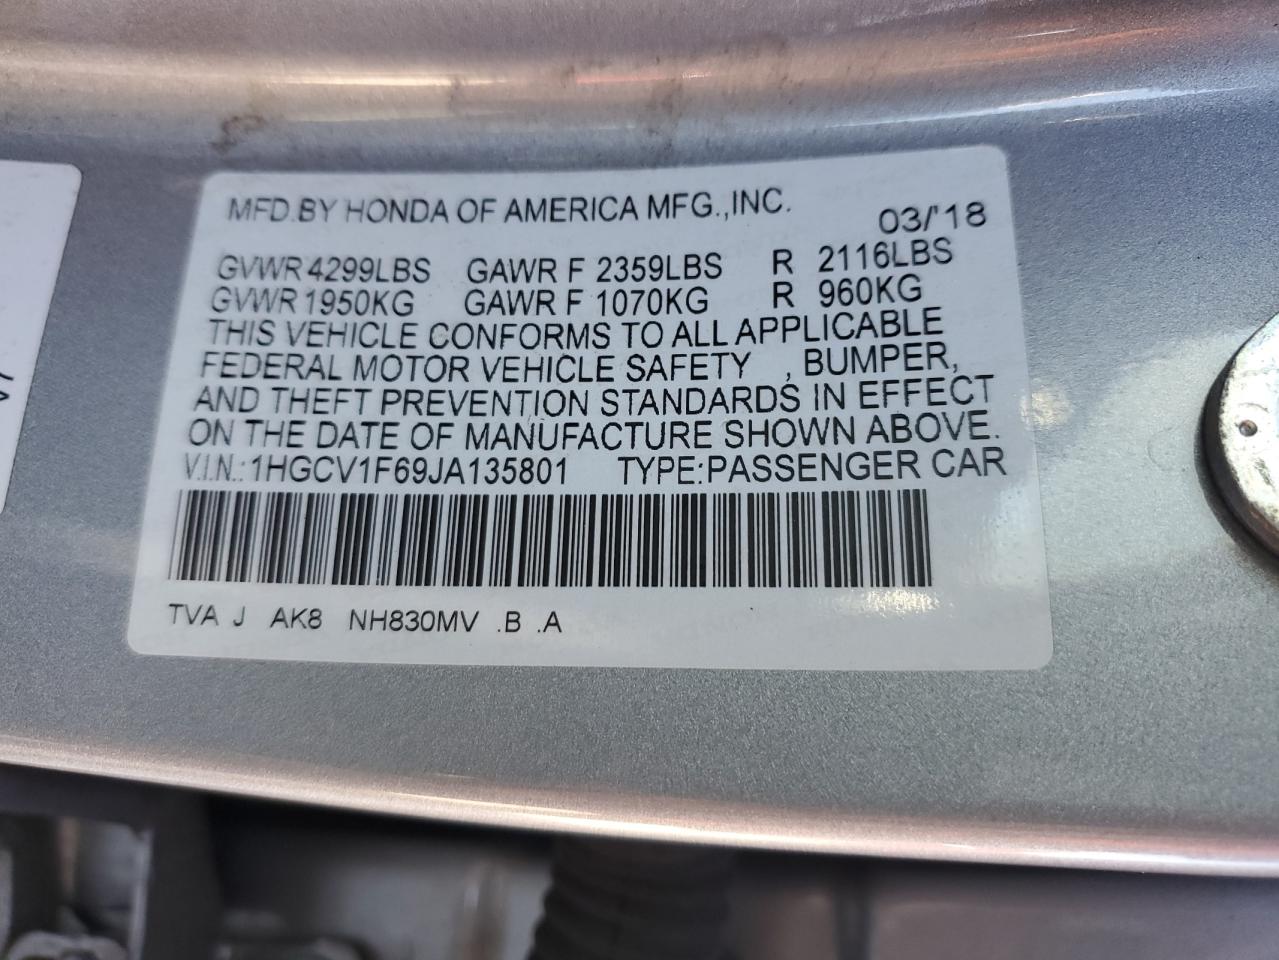 MFD.BY HONDA OF AMERICA MFG.,INC. 03/'18
GVWR 4299LBS GAWR F 2359LBS R 2116LBS
GVWR 1950KG GAWR F 1070KG R 960KG
THIS VEHICLE CONFORMS TO ALL APPLICABLE
FEDERAL MOTOR VEHICLE SAFETY , BUMPER,
AND THEFT PREVENTION STANDARDS IN EFFECT
ON THE DATE OF MANUFACTURE SHOWN ABOVE.
V.I.N.:1HGCV1F69JA135801 TYPE:PASSENGER CAR
TVA J AK8 NH830MV .B .A